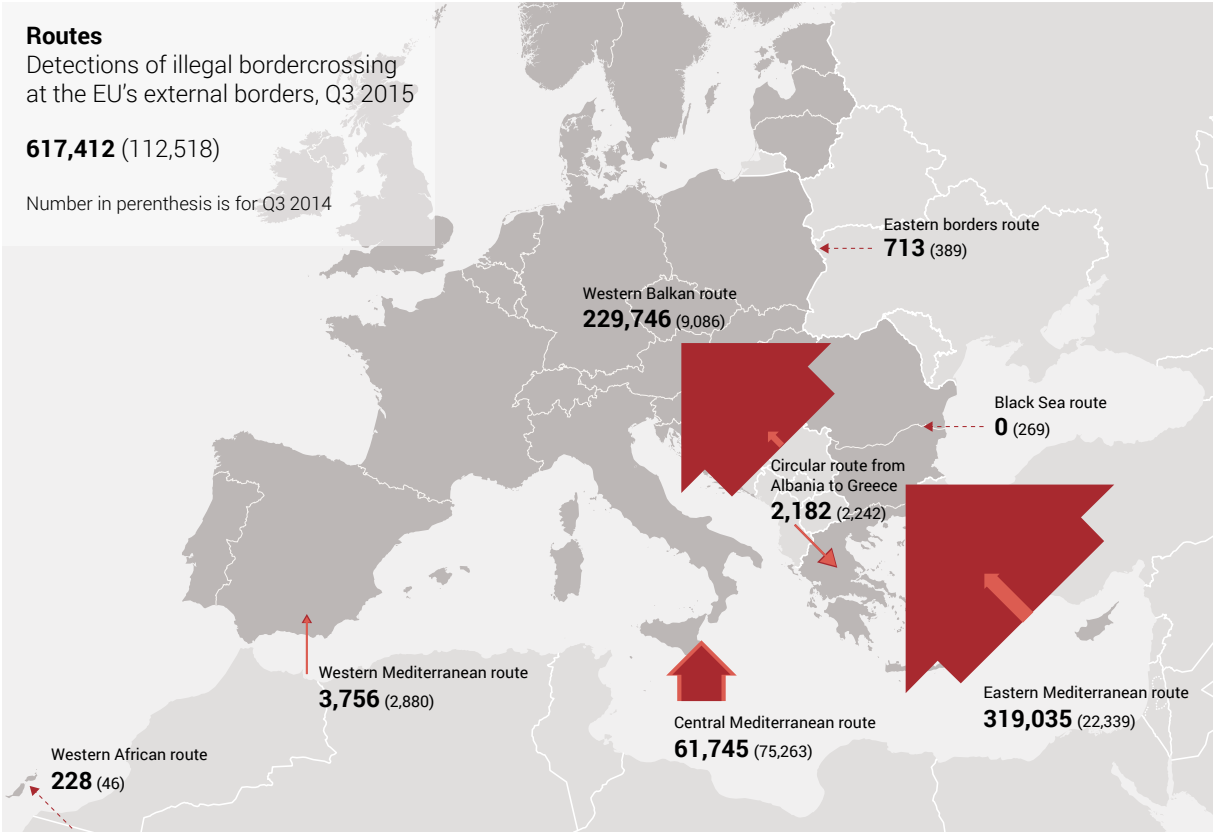 Routes
Detections of illegal bordercrossing
at the EU's external borders, Q3 2015
617,412 (112,518)
Number in perenthesis is for Q3 2014
Eastern borders route
713 (389)
Western Balkan route
229,746 (9,086)
Black Sea route
0 (269)
Circular route from
Albania to Greece
2,182 (2,242)
Western Mediterranean route
3,756 (2,880)
Eastern Mediterranean route
319,035 (22,339)
Central Mediterranean route
61,745 (75,263)
Western African route
228 (46)